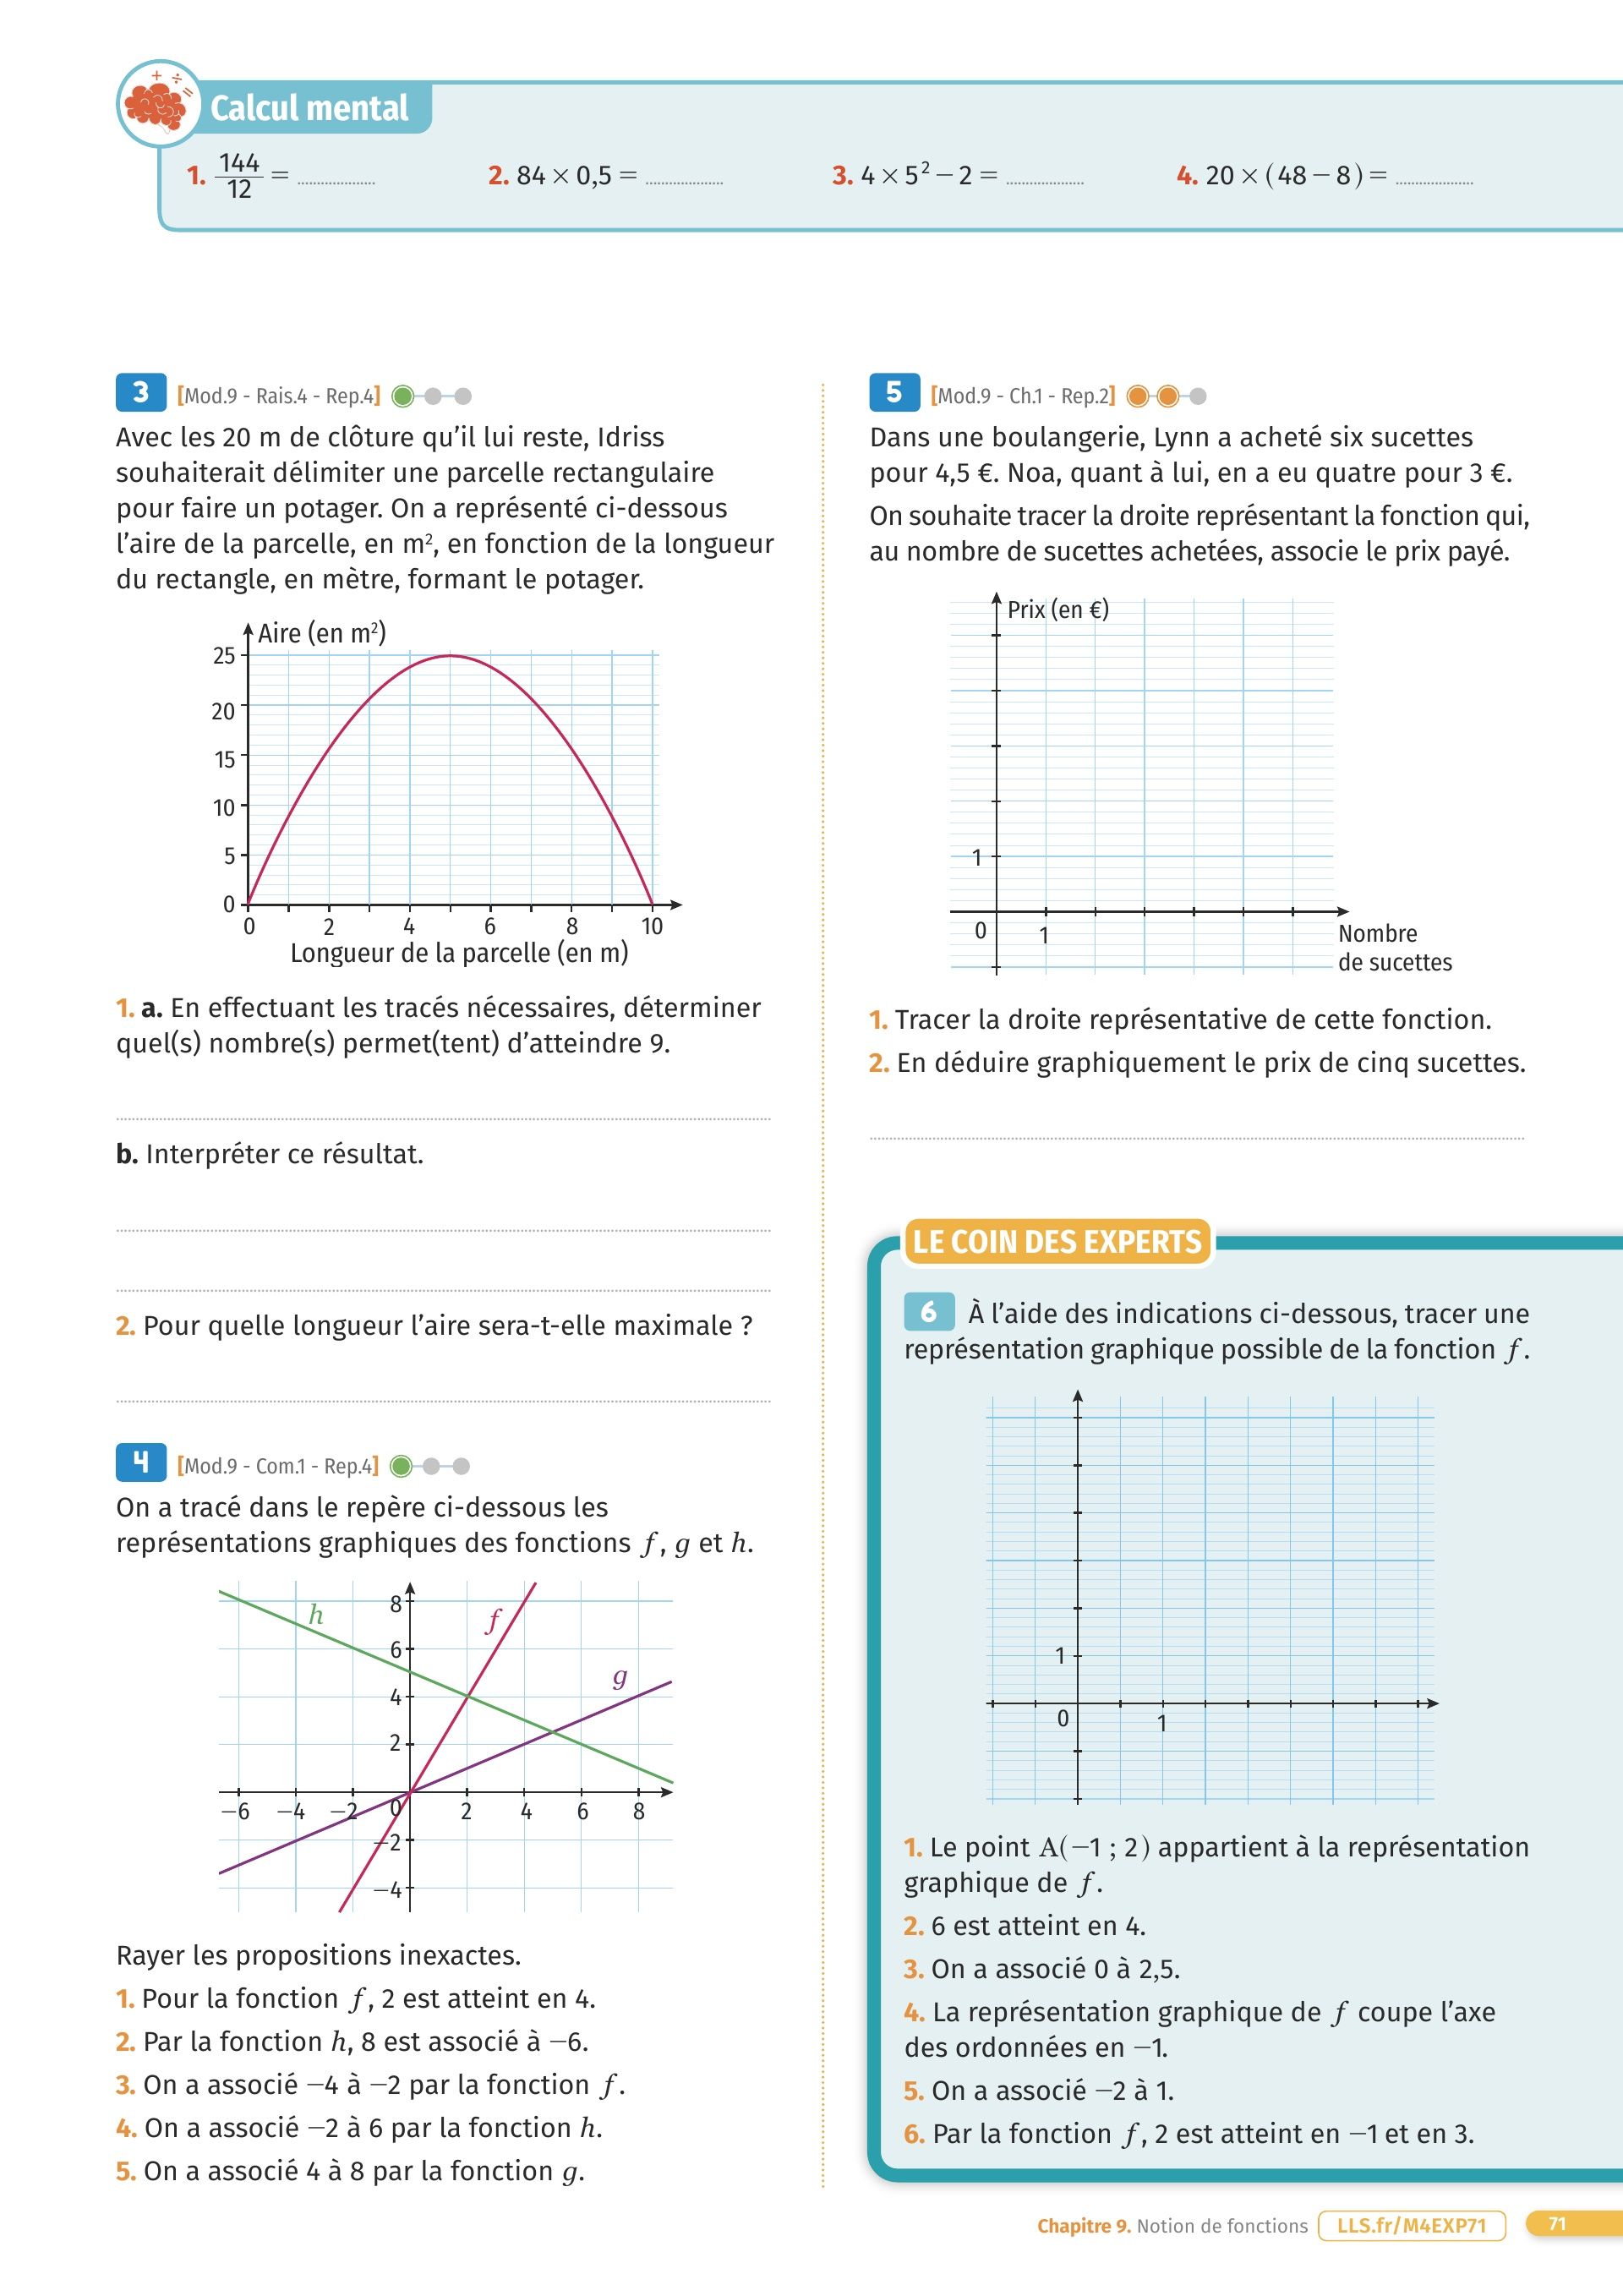 Calcul mental
1. 144/12 = ..........
2. 84 × 0,5 = ..........
3. 4 × 5² − 2 = ..........
4. 20 × (48 − 8) = ..........
3 [Mod.9 - Rais.4 - Rep.4]
Avec les 20 m de clôture qu’il lui reste, Idriss
souhaiterait délimiter une parcelle rectangulaire
pour faire un potager. On a représenté ci-dessous
l’aire de la parcelle, en m², en fonction de la longueur
du rectangle, en mètre, formant le potager.
Aire (en m²)
25
20
15
10
5
0
0 2 4 6 8 10
Longueur de la parcelle (en m)
1. a. En effectuant les tracés nécessaires, déterminer
quel(s) nombre(s) permet(tent) d’atteindre 9.
b. Interpréter ce résultat.
2. Pour quelle longueur l’aire sera-t-elle maximale ?
4 [Mod.9 - Com.1 - Rep.4]
On a tracé dans le repère ci-dessous les
représentations graphiques des fonctions f, g et h.
h
f
g
8
6
4
2
−6 −4 −2 0 2 4 6 8
−2
−4
Rayer les propositions inexactes.
1. Pour la fonction f, 2 est atteint en 4.
2. Par la fonction h, 8 est associé à −6.
3. On a associé −4 à −2 par la fonction f.
4. On a associé −2 à 6 par la fonction h.
5. On a associé 4 à 8 par la fonction g.
5 [Mod.9 - Ch.1 - Rep.2]
Dans une boulangerie, Lynn a acheté six sucettes
pour 4,5 €. Noa, quant à lui, en a eu quatre pour 3 €.
On souhaite tracer la droite représentant la fonction qui,
au nombre de sucettes achetées, associe le prix payé.
Prix (en €)
1
0 1
Nombre
de sucettes
1. Tracer la droite représentative de cette fonction.
2. En déduire graphiquement le prix de cinq sucettes.
LE COIN DES EXPERTS
6 À l’aide des indications ci-dessous, tracer une
représentation graphique possible de la fonction f.
1
0 1
1. Le point A(−1 ; 2) appartient à la représentation
graphique de f.
2. 6 est atteint en 4.
3. On a associé 0 à 2,5.
4. La représentation graphique de f coupe l’axe
des ordonnées en −1.
5. On a associé −2 à 1.
6. Par la fonction f, 2 est atteint en −1 et en 3.
Chapitre 9. Notion de fonctions LLS.fr/M4EXP71 71